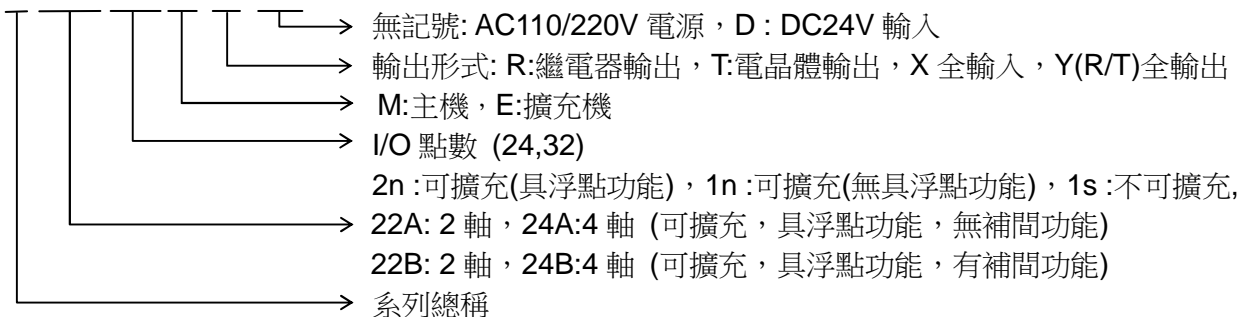 無記號: AC110/220V 電源，D : DC24V 輸入
輸出形式: R:繼電器輸出，T:電晶體輸出，X 全輸入，Y(R/T)全輸出
M:主機，E:擴充機
I/O 點數 (24,32)
2n :可擴充(具浮點功能)，1n :可擴充(無具浮點功能)，1s :不可擴充,
22A: 2 軸，24A:4 軸 (可擴充，具浮點功能，無補間功能)
22B: 2 軸，24B:4 軸 (可擴充，具浮點功能，有補間功能)
系列總稱